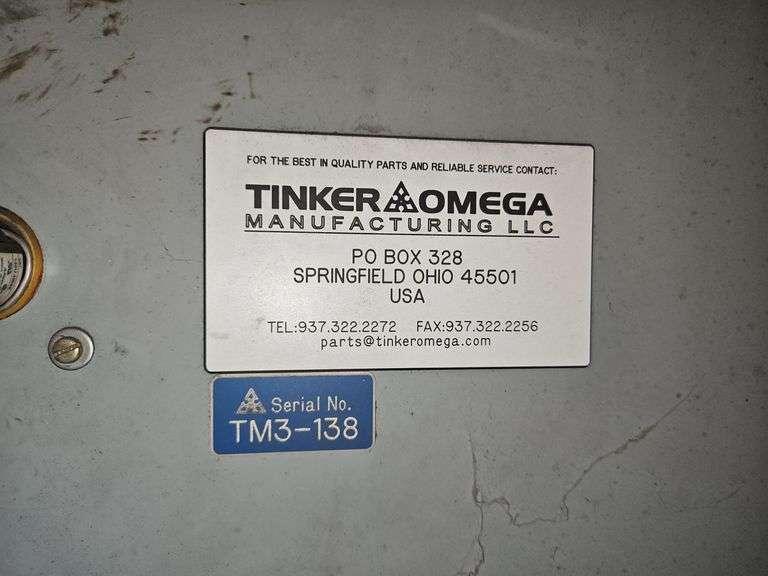 FOR THE BEST IN QUALITY PARTS AND RELIABLE SERVICE CONTACT:
TINKER OMEGA
MANUFACTURING LLC
PO BOX 328
SPRINGFIELD OHIO 45501
USA
TEL:937.322.2272 FAX:937.322.2256
parts@tinkeromega.com
Serial No.
TM3-138